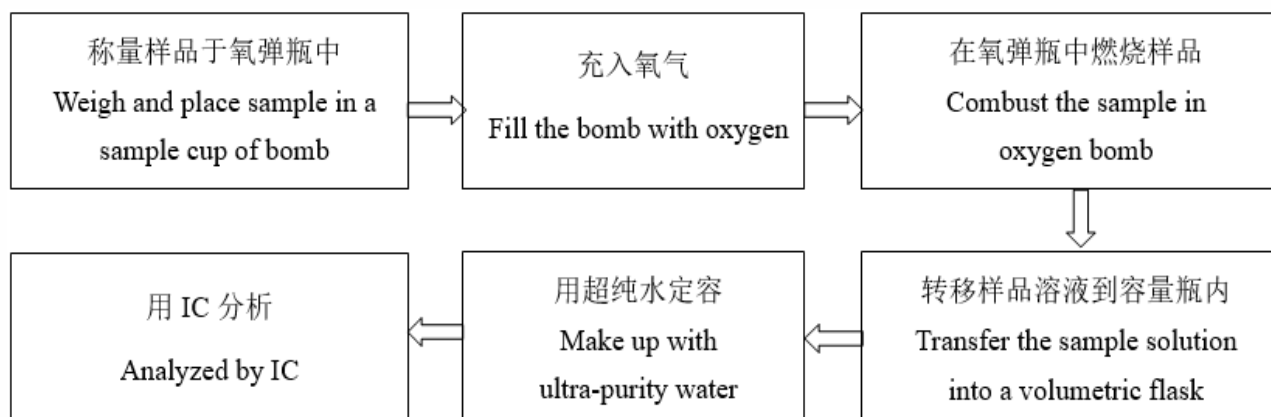 称量样品于氧弹瓶中
Weigh and place sample in a
sample cup of bomb
充入氧气
Fill the bomb with oxygen
在氧弹瓶中燃烧样品
Combust the sample in
oxygen bomb
转移样品溶液到容量瓶内
Transfer the sample solution
into a volumetric flask
用超纯水定容
Make up with
ultra-purity water
用 IC 分析
Analyzed by IC